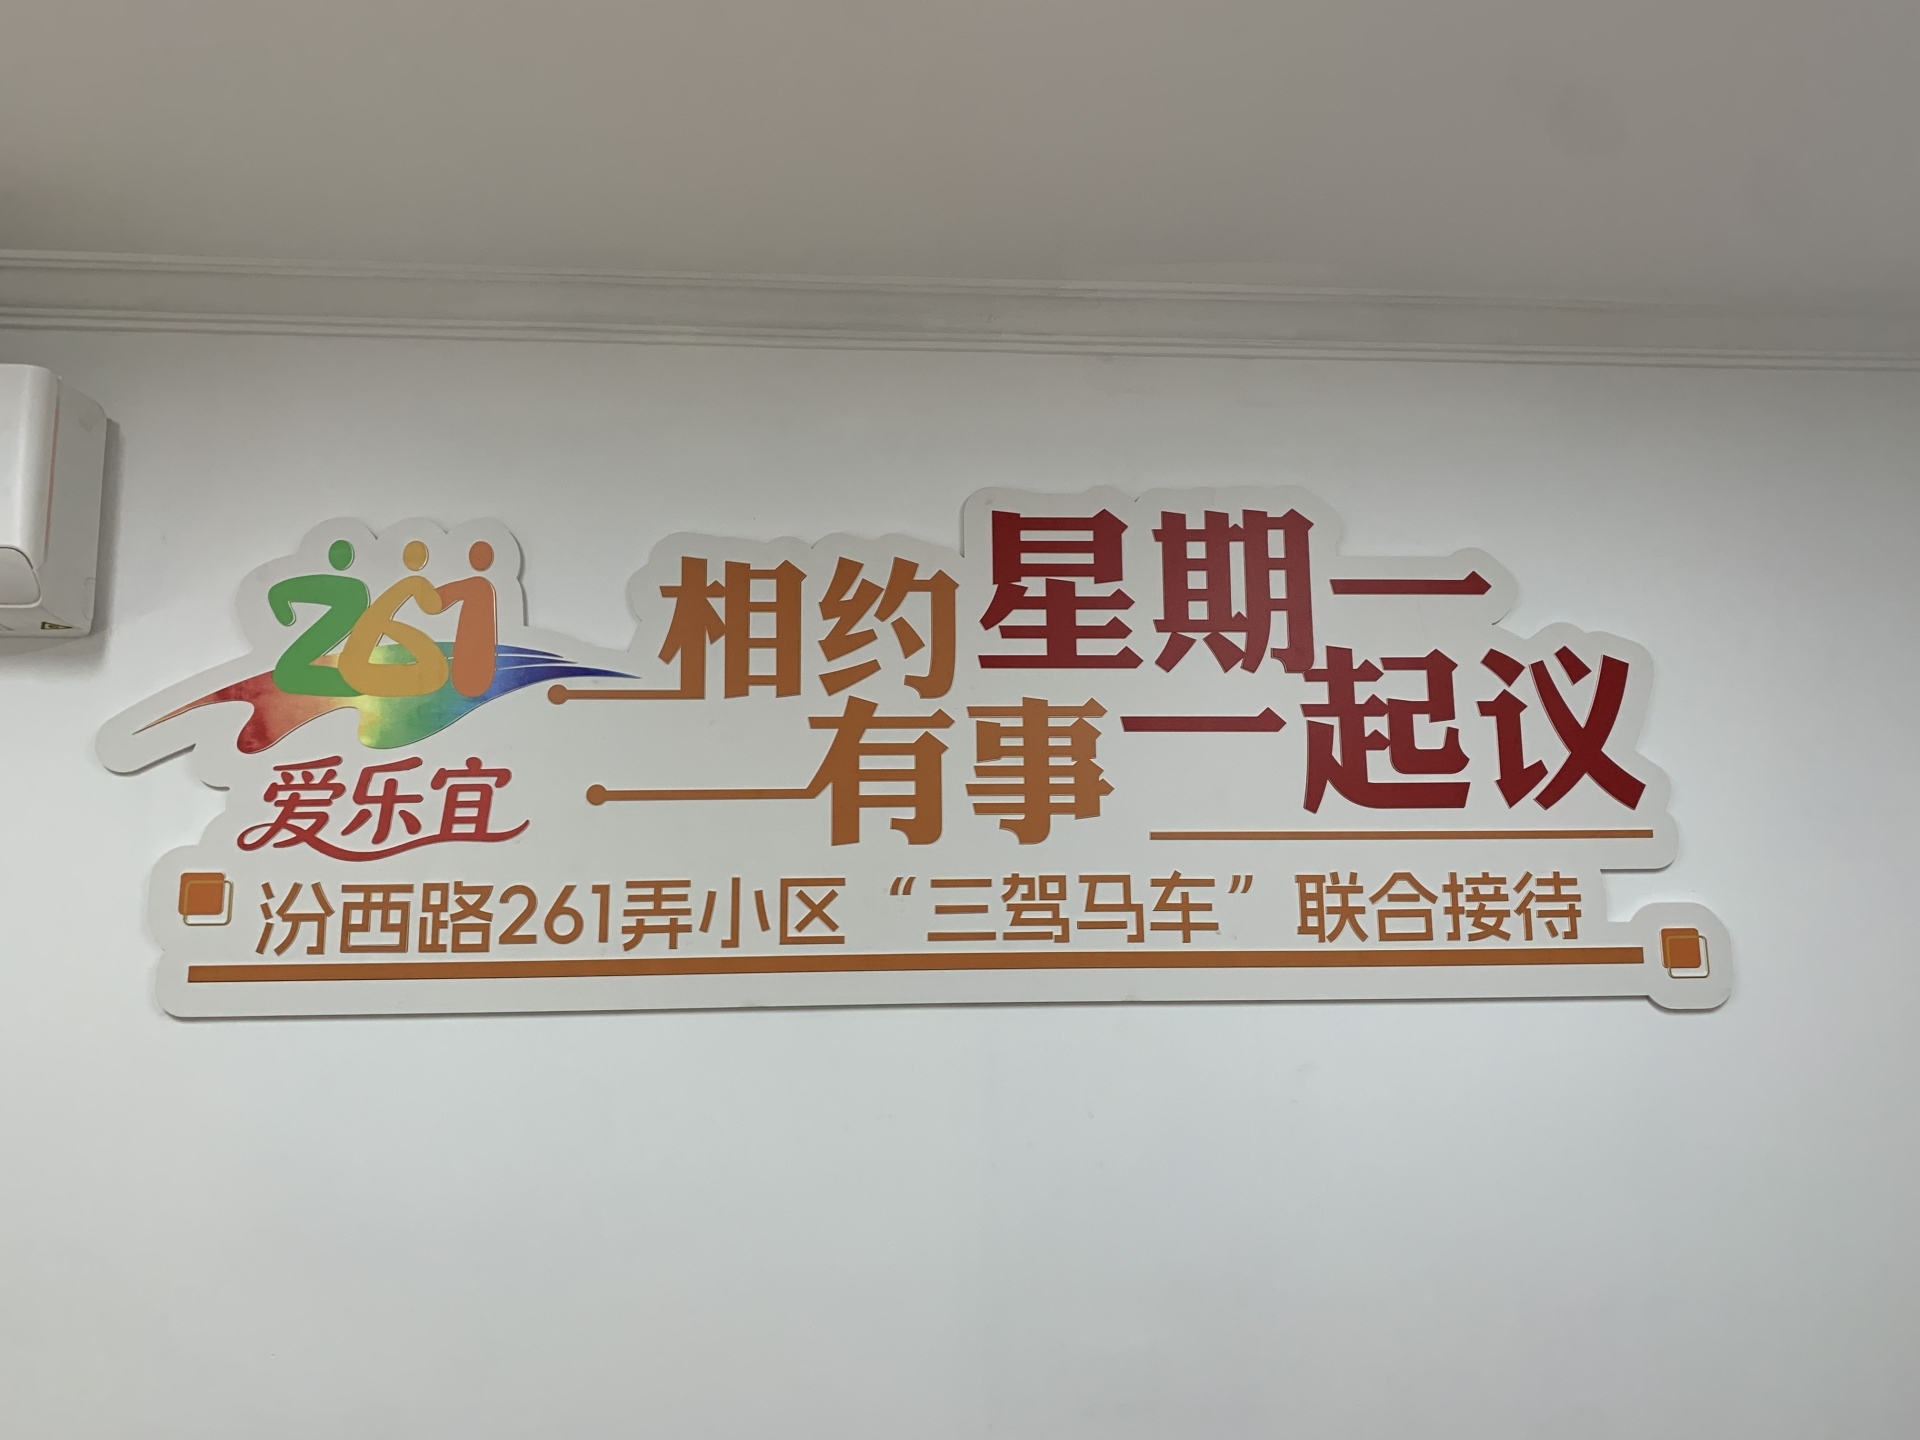 261
爱乐宜
相约星期一
有事一起议
汾西路261弄小区“三驾马车”联合接待